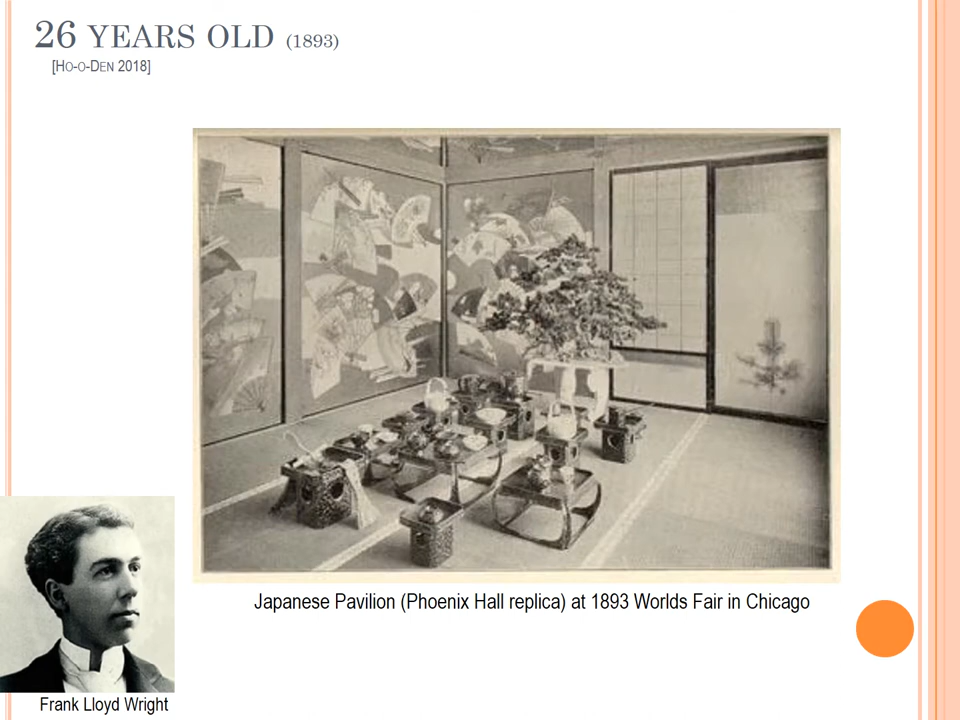 26 YEARS OLD (1893)
[HO-O-DEN 2018]
Japanese Pavilion (Phoenix Hall replica) at 1893 Worlds Fair in Chicago
Frank Lloyd Wright